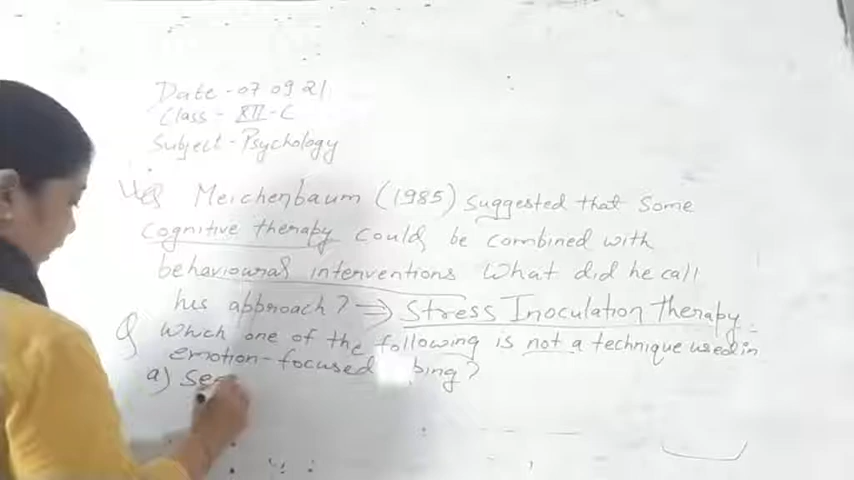 Date - 07 09 21
Class - XII - C
Subject - Psychology
Q Meichenbaum (1985) suggested that some
cognitive therapy could be combined with
behavioural interventions What did he call
his approach? ⇒ Stress Inoculation Therapy.
Q Which one of the following is not a technique used in
emotion-focused ping?
a) See